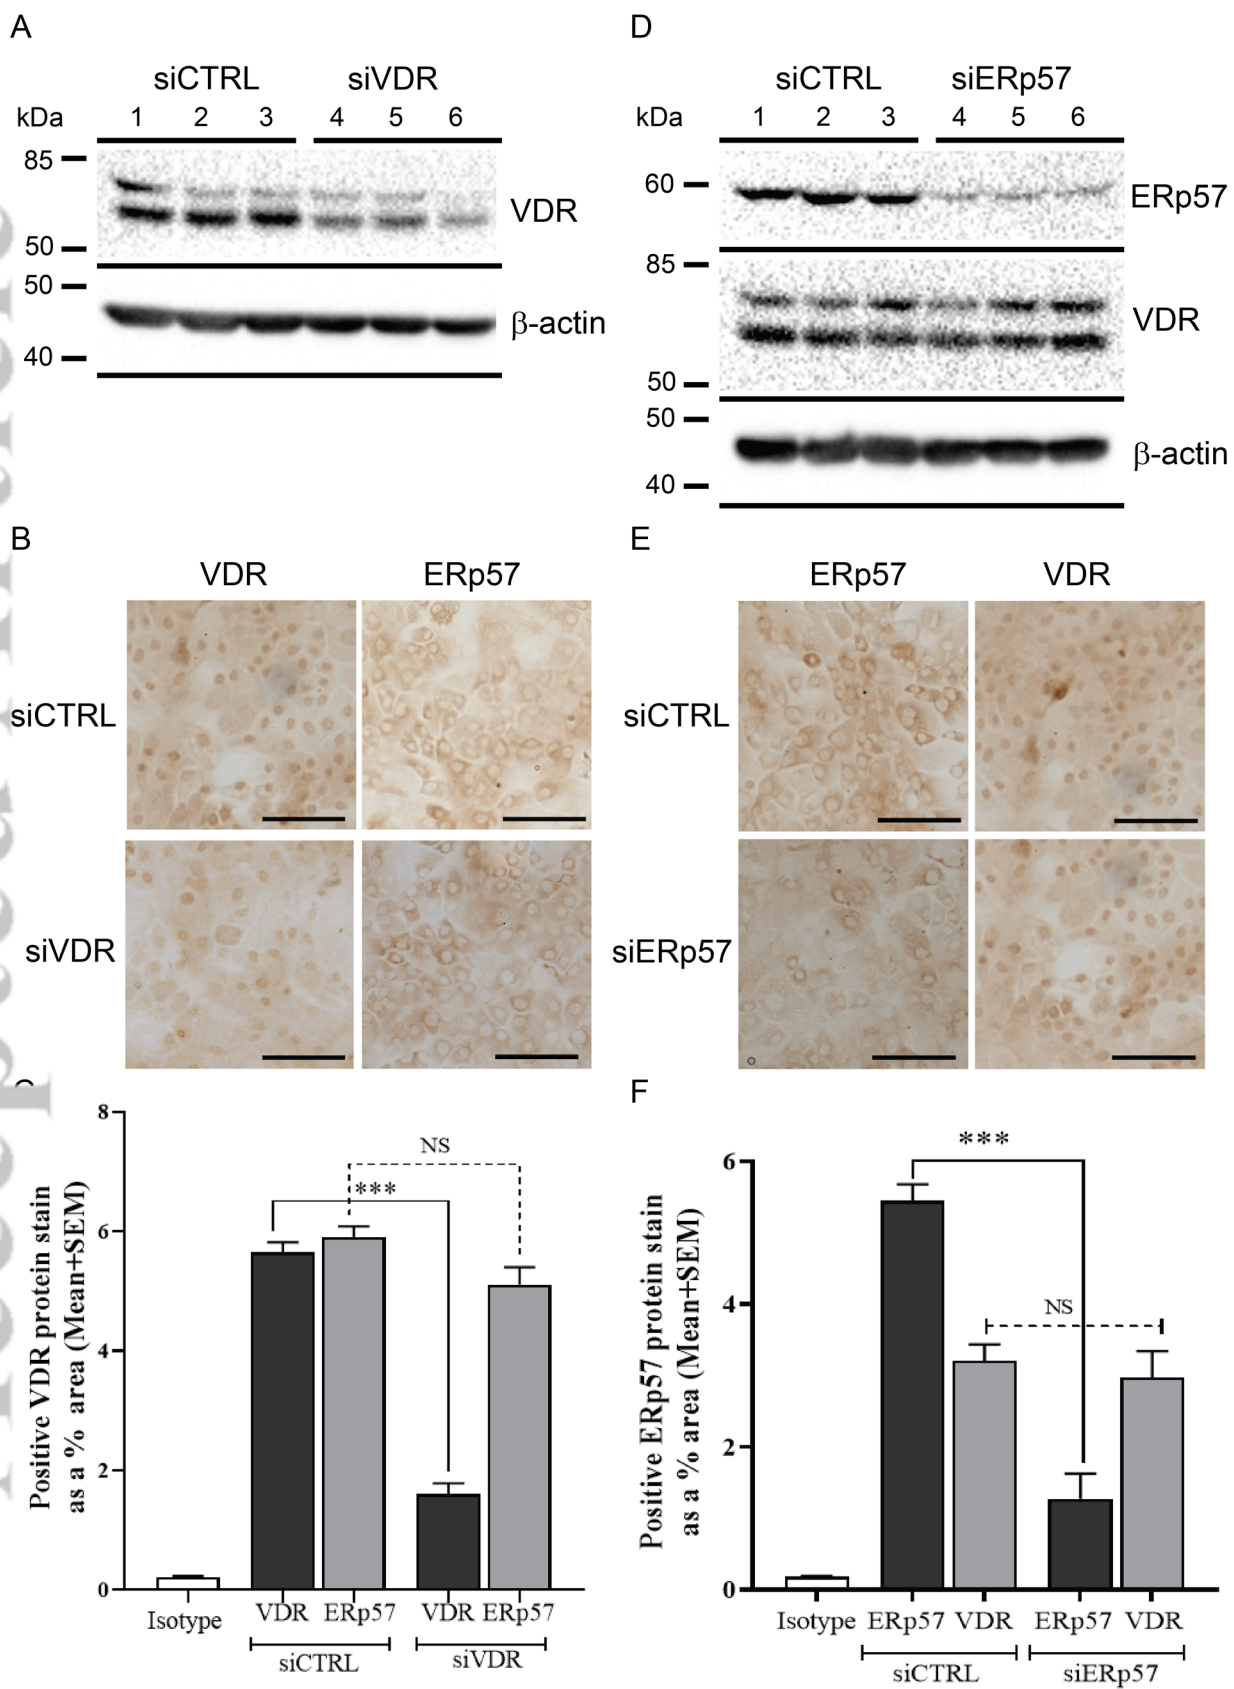 A
siCTRL siVDR
kDa 1 2 3 4 5 6
85
VDR
50
50
β-actin
40
D
siCTRL siERp57
kDa 1 2 3 4 5 6
60
ERp57
85
VDR
50
50
β-actin
40
B
VDR ERp57
siCTRL
siVDR
E
ERp57 VDR
siCTRL
siERp57
Positive VDR protein stain
as a % area (Mean+SEM)
8
6
4
2
0
NS
***
Isotype VDR ERp57 VDR ERp57
siCTRL siVDR
F
Positive ERp57 protein stain
as a % area (Mean+SEM)
6
4
2
0
***
NS
Isotype ERp57 VDR ERp57 VDR
siCTRL siERp57